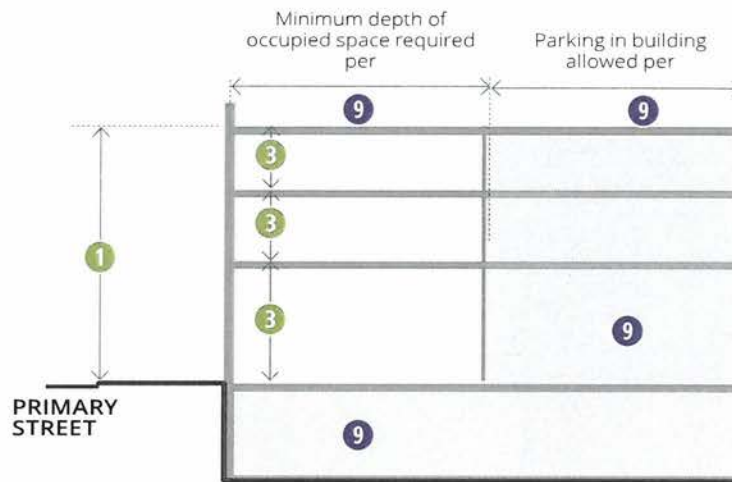 Minimum depth of
occupied space required
per
Parking in building
allowed per
9
9
3
3
1
3
9
PRIMARY
STREET
9